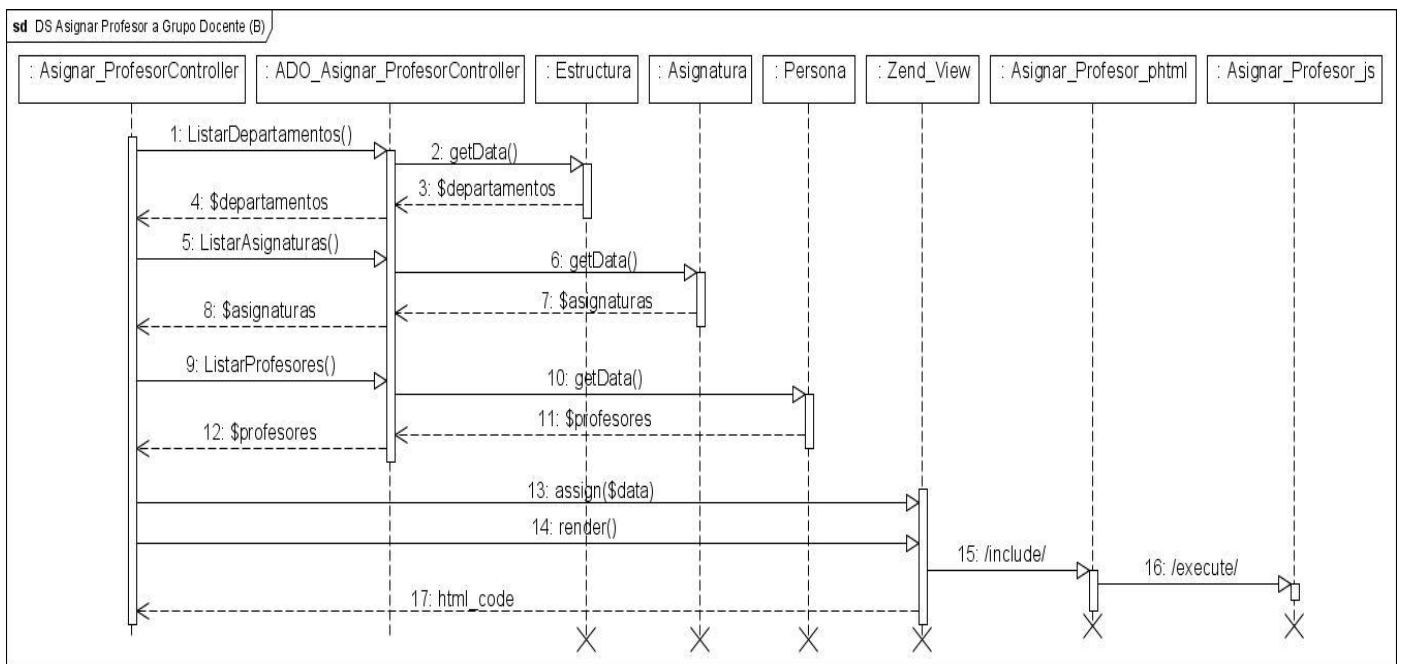 sd DS Asignar Profesor a Grupo Docente (B)
: Asignar_ProfesorController
: ADO_Asignar_ProfesorController
: Estructura
: Asignatura
: Persona
: Zend_View
: Asignar_Profesor_phtml
: Asignar_Profesor_js
1: ListarDepartamentos()
2: getData()
3: $departamentos
4: $departamentos
5: ListarAsignaturas()
6: getData()
7: $asignaturas
8: $asignaturas
9: ListarProfesores()
10: getData()
11: $profesores
12: $profesores
13: assign($data)
14: render()
15: /include/
16: /execute/
17: html_code